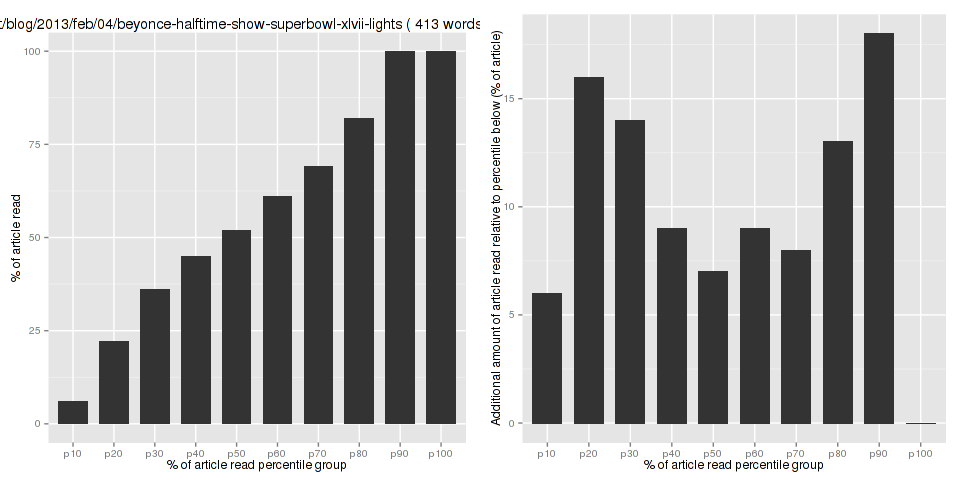 t/blog/2013/feb/04/beyonce-halftime-show-superbowl-xlvii-lights ( 413 words
% of article read
100
75
50
25
0
p10 p20 p30 p40 p50 p60 p70 p80 p90 p100
% of article read percentile group
Additional amount of article read relative to percentile below (% of article)
15
10
5
0
p10 p20 p30 p40 p50 p60 p70 p80 p90 p100
% of article read percentile group